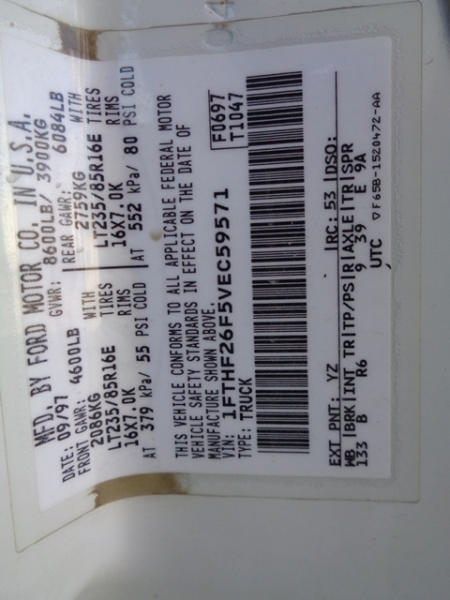 MFD. BY FORD MOTOR CO. IN U.S.A.
DATE: 09/97 GVWR: 8600LB/ 3900KG
FRONT GAWR: 4600LB REAR GAWR: 6084LB
2086KG WITH 2759KG WITH
LT235/85R16E TIRES LT235/85R16E TIRES
16X7.0K RIMS 16X7.0K RIMS
AT 379 kPa/ 55 PSI COLD AT 552 kPa/ 80 PSI COLD
THIS VEHICLE CONFORMS TO ALL APPLICABLE FEDERAL MOTOR
VEHICLE SAFETY STANDARDS IN EFFECT ON THE DATE OF
MANUFACTURE SHOWN ABOVE.
VIN: 1FTHF26F5VEC59571 F0697
TYPE: TRUCK T1047
EXT PNT: YZ RC: 53 DSO:
WB BRK INT TR TP/PS R AXLE TR SPR
133 B R6 9 39 E 9A
UTC ▽F65B-1520472-AA